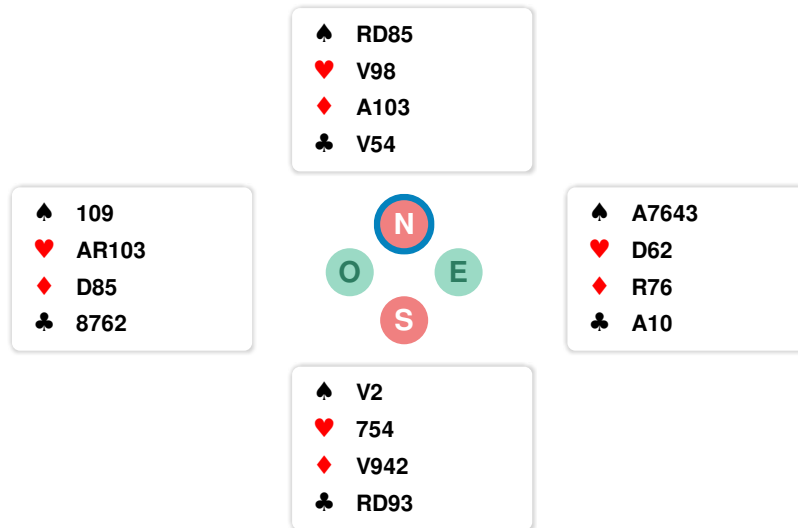 ♠ RD85
♥ V98
♦ A103
♣ V54
♠ 109
♥ AR103
♦ D85
♣ 8762
N
O E
S
♠ A7643
♥ D62
♦ R76
♣ A10
♠ V2
♥ 754
♦ V942
♣ RD93